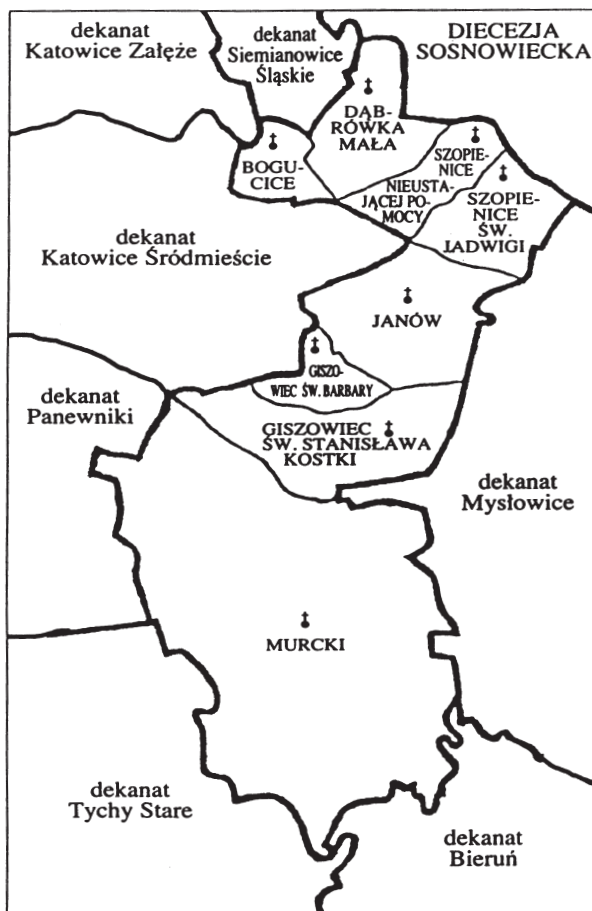 dekanat
Katowice Załęże
dekanat
Siemianowice
Śląskie
DIECEZJA
SOSNOWIECKA
DĄB-
RÓWKA
MAŁA
BOGU-
CICE
SZOPIE-
NICE
NIEUSTA-
JĄCEJ PO-
MOCY
SZOPIE-
NICE
ŚW.
JADWIGI
dekanat
Katowice Śródmieście
JANÓW
GISZO-
WIEC ŚW. BARBARY
dekanat
Panewniki
GISZOWIEC
ŚW. STANISŁAWA
KOSTKI
dekanat
Mysłowice
MURCKI
dekanat
Tychy Stare
dekanat
Bieruń